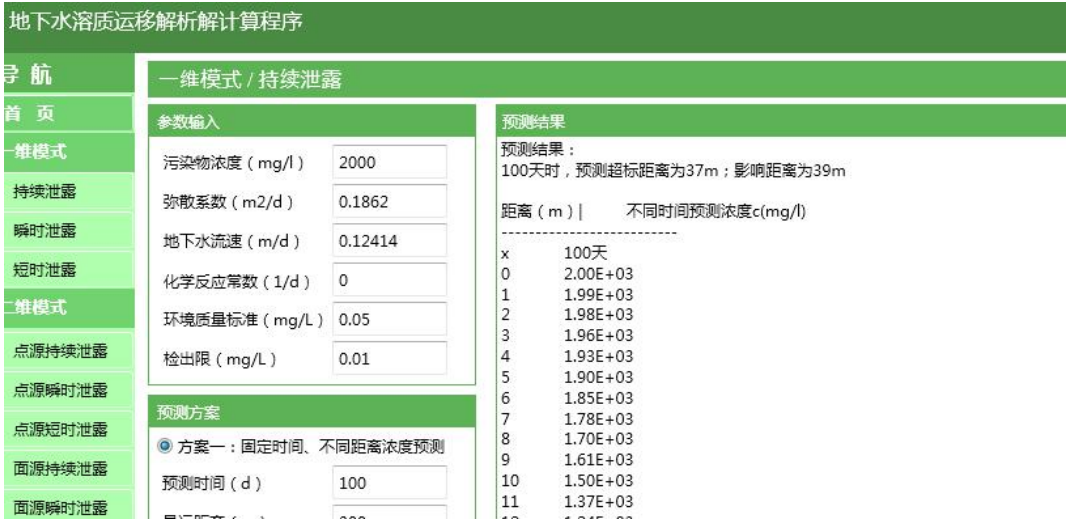 地下水溶质运移解析解计算程序
导 航
首 页
一维模式
持续泄露
瞬时泄露
短时泄露
二维模式
点源持续泄露
点源瞬时泄露
点源短时泄露
面源持续泄露
面源瞬时泄露
一维模式 / 持续泄露
参数输入
污染物浓度（mg/l） 2000
弥散系数（m2/d） 0.1862
地下水流速（m/d） 0.12414
化学反应常数（1/d） 0
环境质量标准（mg/L） 0.05
检出限（mg/L） 0.01
预测方案
方案一：固定时间、不同距离浓度预测
预测时间（d） 100
预测结果
预测结果：
100天时，预测超标距离为37m；影响距离为39m
距离（m）| 不同时间预测浓度c(mg/l)
--------------------------
x 100天
0 2.00E+03
1 1.99E+03
2 1.98E+03
3 1.96E+03
4 1.93E+03
5 1.90E+03
6 1.85E+03
7 1.78E+03
8 1.70E+03
9 1.61E+03
10 1.50E+03
11 1.37E+03